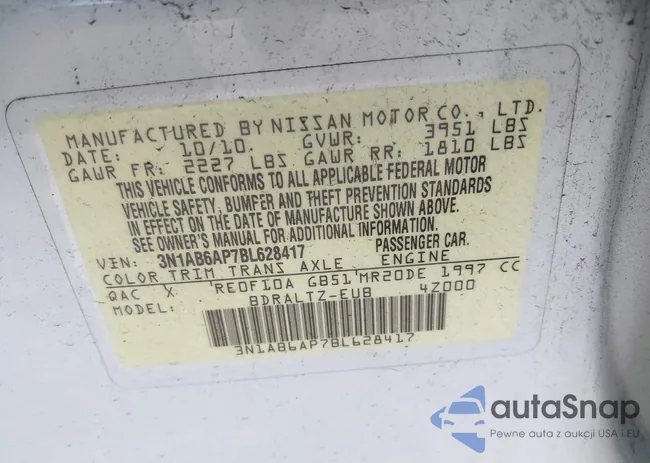 MANUFACTURED BY NISSAN MOTOR CO., LTD.
DATE: 10/10. GVWR: 3951 LBS
GAWR FR: 2227 LBS GAWR RR: 1810 LBS
THIS VEHICLE CONFORMS TO ALL APPLICABLE FEDERAL MOTOR
VEHICLE SAFETY, BUMPER AND THEFT PREVENTION STANDARDS
IN EFFECT ON THE DATE OF MANUFACTURE SHOWN ABOVE.
SEE OWNER'S MANUAL FOR ADDITIONAL INFORMATION.
VIN: 3N1AB6AP7BL628417 PASSENGER CAR.
COLOR TRIM TRANS AXLE ENGINE
QAC X RE0F10A GB51 MR20DE 1997 CC
MODEL: BDRALTZ-EUB 4Z000
3N1AB6AP7BL628417
autaSnap
Pewne auta z aukcji USA i EU